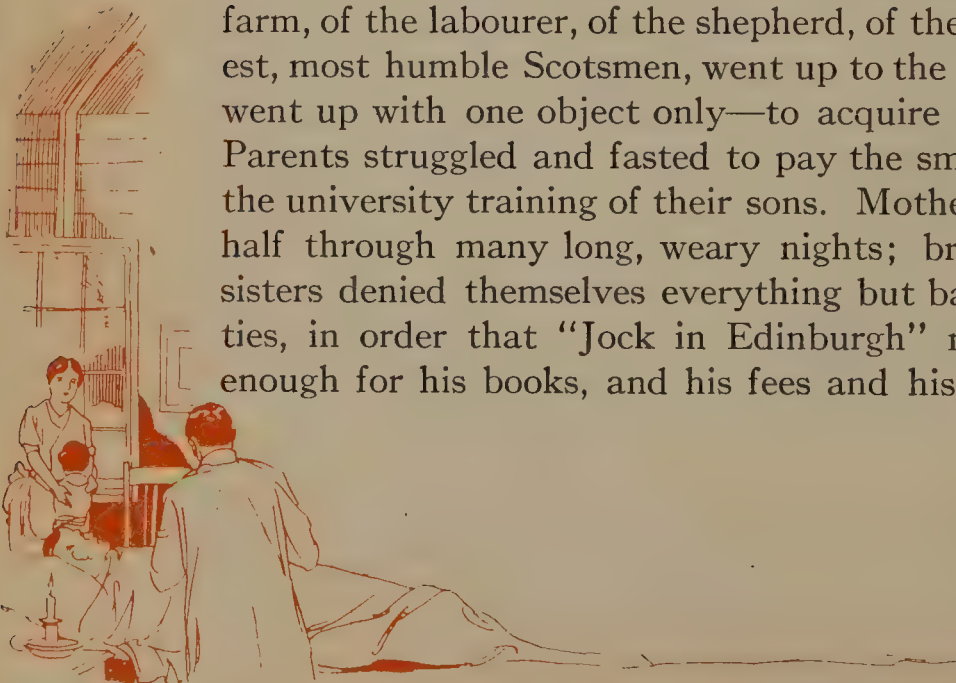 farm, of the labourer, of the shepherd, of the
est, most humble Scotsmen, went up to the
went up with one object only—to acquire
Parents struggled and fasted to pay the sm
the university training of their sons. Mothe
half through many long, weary nights; br
sisters denied themselves everything but ba
ties, in order that “Jock in Edinburgh”
enough for his books, and his fees and his